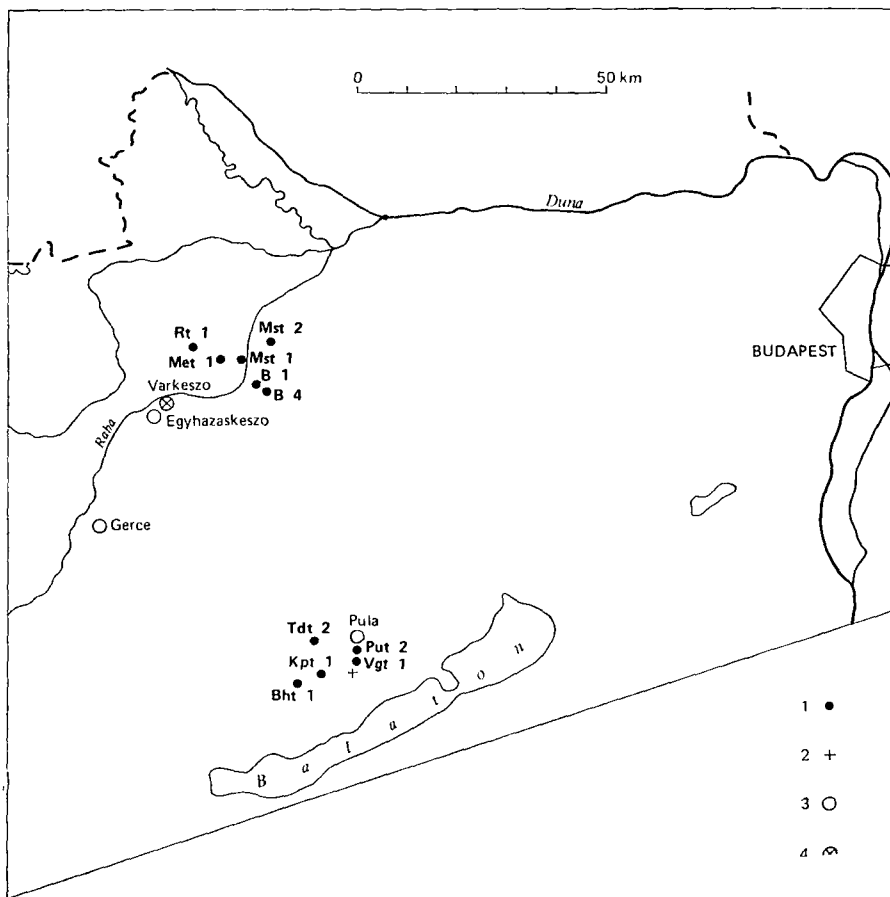 0 50 km
Duna
Rt 1
Mst 2
Met 1
Mst 1
BUDAPEST
B 1
Varkeszo
B 4
Egyhazaskeszo
Raba
Gerce
Pula
Tdt 2
Put 2
Kpt 1
Vgt 1
Bht 1
Balaton
1
2
3
4